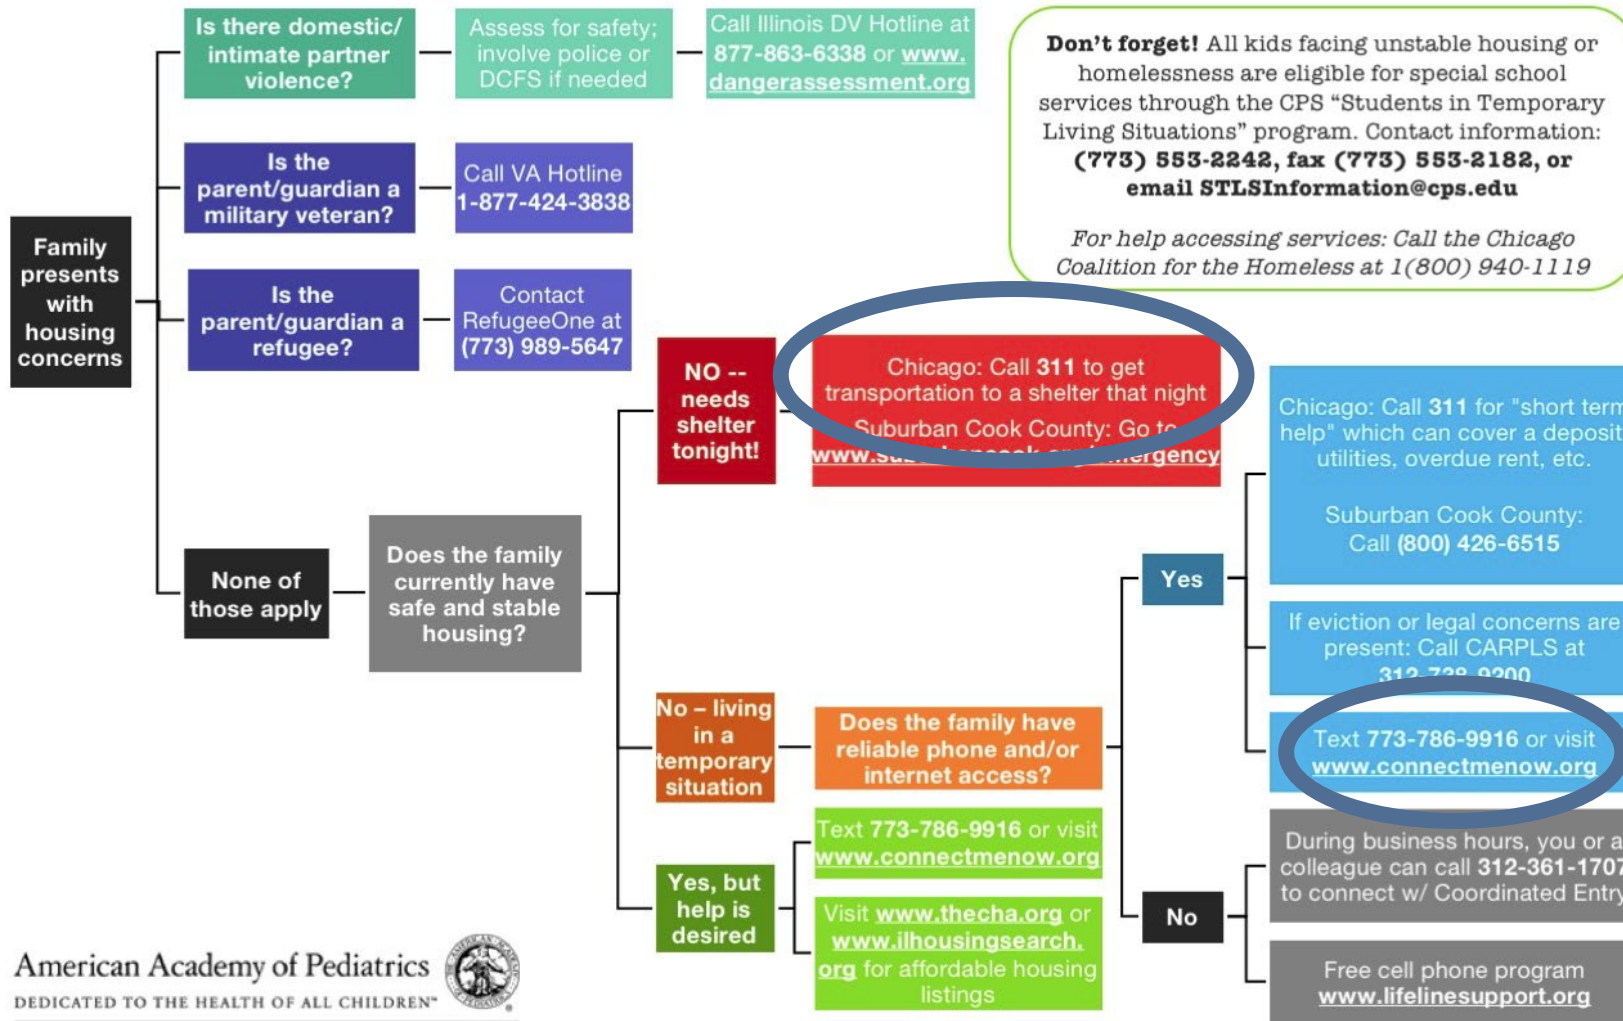 Is there domestic/
intimate partner
violence?
Assess for safety;
involve police or
DCFS if needed
Call Illinois DV Hotline at
877-863-6338 or www.
dangerassessment.org
Don't forget! All kids facing unstable housing or
homelessness are eligible for special school
services through the CPS “Students in Temporary
Living Situations” program. Contact information:
(773) 553-2242, fax (773) 553-2182, or
email STLSInformation@cps.edu
For help accessing services: Call the Chicago
Coalition for the Homeless at 1(800) 940-1119
Is the
parent/guardian a
military veteran?
Call VA Hotline
1-877-424-3838
Family
presents
with
housing
concerns
Is the
parent/guardian a
refugee?
Contact
RefugeeOne at
(773) 989-5647
NO --
needs
shelter
tonight!
Chicago: Call 311 to get
transportation to a shelter that night
Suburban Cook County: Go to
None of
those apply
Does the family
currently have
safe and stable
housing?
No – living
in a
temporary
situation
Does the family have
reliable phone and/or
internet access?
Yes
Chicago: Call 311 for "short term
help" which can cover a deposit,
utilities, overdue rent, etc.
Suburban Cook County:
Call (800) 426-6515
If eviction or legal concerns are
present: Call CARPLS at
312-738-9200
Text 773-786-9916 or visit
www.connectmenow.org
No
During business hours, you or a
colleague can call 312-361-1707
to connect w/ Coordinated Entry
Free cell phone program
www.lifelinesupport.org
Yes, but
help is
desired
Text 773-786-9916 or visit
www.connectmenow.org
Visit www.thecha.org or
www.ilhousingsearch.
org for affordable housing
listings
American Academy of Pediatrics
DEDICATED TO THE HEALTH OF ALL CHILDREN™